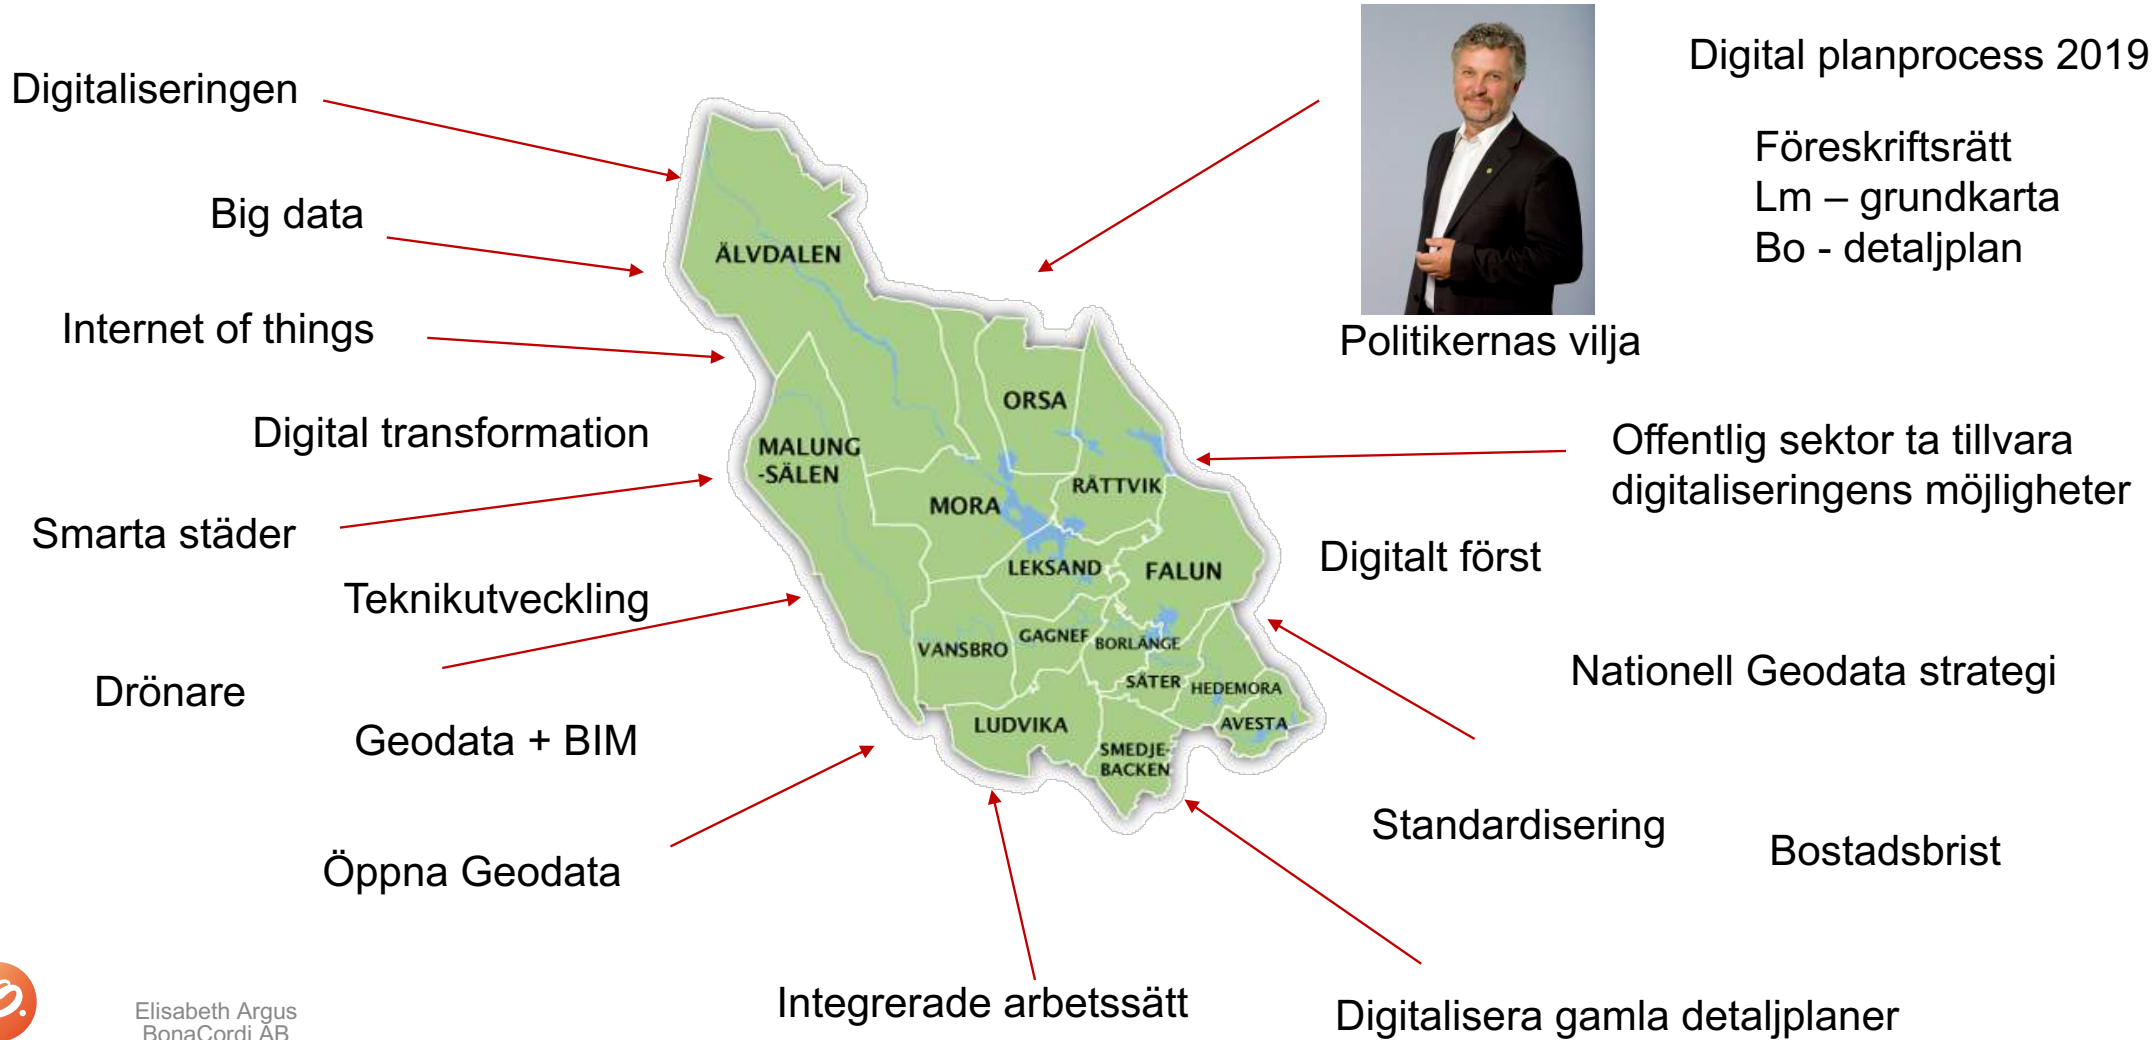 Digital planprocess 2019
Digitaliseringen
Föreskriftsrätt
Lm – grundkarta
Bo - detaljplan
Big data
ÄLVDALEN
Internet of things
Politikernas vilja
ORSA
Digital transformation
MALUNG
-SÄLEN
Offentlig sektor ta tillvara
digitaliseringens möjligheter
RÄTTVIK
MORA
Smarta städer
Digitalt först
LEKSAND
FALUN
Teknikutveckling
GAGNEF
BORLÄNGE
VANSBRO
Nationell Geodata strategi
SÄTER
HEDEMORA
Drönare
LUDVIKA
AVESTA
Geodata + BIM
SMEDJE-
BACKEN
Standardisering
Bostadsbrist
Öppna Geodata
Integrerade arbetssätt
Digitalisera gamla detaljplaner
Elisabeth Argus
BonaCordi AB